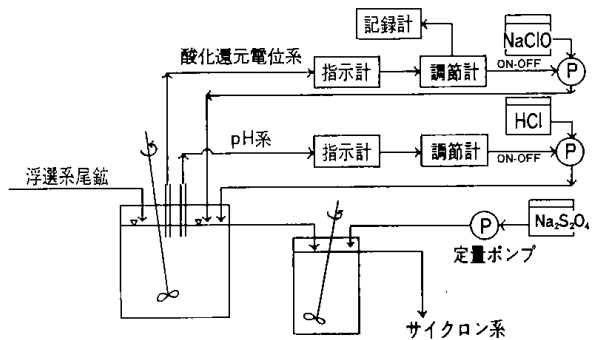 記録計
NaClO
酸化還元電位系
指示計
調節計
ON-OFF
P
HCl
pH系
指示計
調節計
ON-OFF
P
浮選系尾鉱
P
Na₂S₂O₄
定量ポンプ
サイクロン系